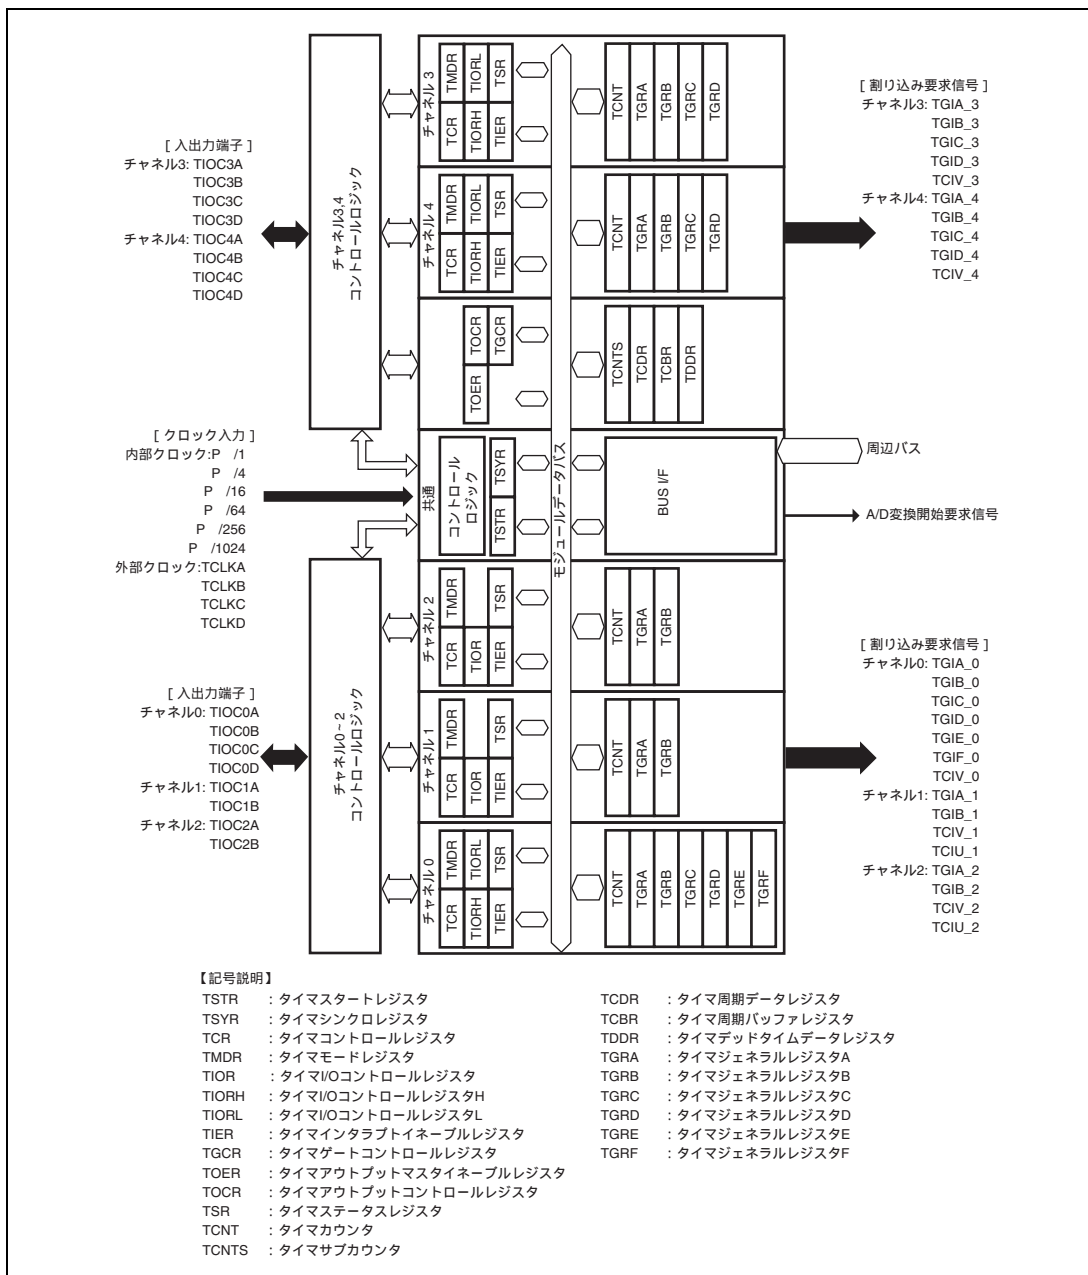 [ 入出力端子 ]
チャネル3: TIOC3A
TIOC3B
TIOC3C
TIOC3D
チャネル4: TIOC4A
TIOC4B
TIOC4C
TIOC4D
[ クロック入力 ]
内部クロック:P /1
P /4
P /16
P /64
P /256
P /1024
外部クロック:TCLKA
TCLKB
TCLKC
TCLKD
[ 入出力端子 ]
チャネル0: TIOC0A
TIOC0B
TIOC0C
TIOC0D
チャネル1: TIOC1A
TIOC1B
チャネル2: TIOC2A
TIOC2B
チャネル3,4
コントロールロジック
チャネル0~2
コントロールロジック
チャネル 3
TCR
TMDR
TIORH
TIORL
TIER
TSR
TCNT
TGRA
TGRB
TGRC
TGRD
チャネル 4
TCR
TMDR
TIORH
TIORL
TIER
TSR
TCNT
TGRA
TGRB
TGRC
TGRD
TOER
TOCR
TGCR
TCNTS
TCDR
TCBR
TDDR
共通
コントロール
ロジック
TSTR
TSYR
モジュールデータバス
BUS I/F
チャネル 2
TCR
TMDR
TIOR
TIER
TSR
TCNT
TGRA
TGRB
チャネル 1
TCR
TMDR
TIOR
TIER
TSR
TCNT
TGRA
TGRB
チャネル 0
TCR
TMDR
TIORH
TIORL
TIER
TSR
TCNT
TGRA
TGRB
TGRC
TGRD
TGRE
TGRF
[ 割り込み要求信号 ]
チャネル3: TGIA_3
TGIB_3
TGIC_3
TGID_3
TCIV_3
チャネル4: TGIA_4
TGIB_4
TGIC_4
TGID_4
TCIV_4
周辺バス
A/D変換開始要求信号
[ 割り込み要求信号 ]
チャネル0: TGIA_0
TGIB_0
TGIC_0
TGID_0
TGIE_0
TGIF_0
TCIV_0
チャネル1: TGIA_1
TGIB_1
TCIV_1
TCIU_1
チャネル2: TGIA_2
TGIB_2
TCIV_2
TCIU_2
【記号説明】
TSTR : タイマスタートレジスタ
TSYR : タイマシンクロレジスタ
TCR : タイマコントロールレジスタ
TMDR : タイマモードレジスタ
TIOR : タイマI/Oコントロールレジスタ
TIORH : タイマI/OコントロールレジスタH
TIORL : タイマI/OコントロールレジスタL
TIER : タイマインタラプトイネーブルレジスタ
TGCR : タイマゲートコントロールレジスタ
TOER : タイマアウトプットマスタイネーブルレジスタ
TOCR : タイマアウトプットコントロールレジスタ
TSR : タイマステータスレジスタ
TCNT : タイマカウンタ
TCNTS : タイマサブカウンタ
TCDR : タイマ周期データレジスタ
TCBR : タイマ周期バッファレジスタ
TDDR : タイマデッドタイムデータレジスタ
TGRA : タイマジェネラルレジスタA
TGRB : タイマジェネラルレジスタB
TGRC : タイマジェネラルレジスタC
TGRD : タイマジェネラルレジスタD
TGRE : タイマジェネラルレジスタE
TGRF : タイマジェネラルレジスタF